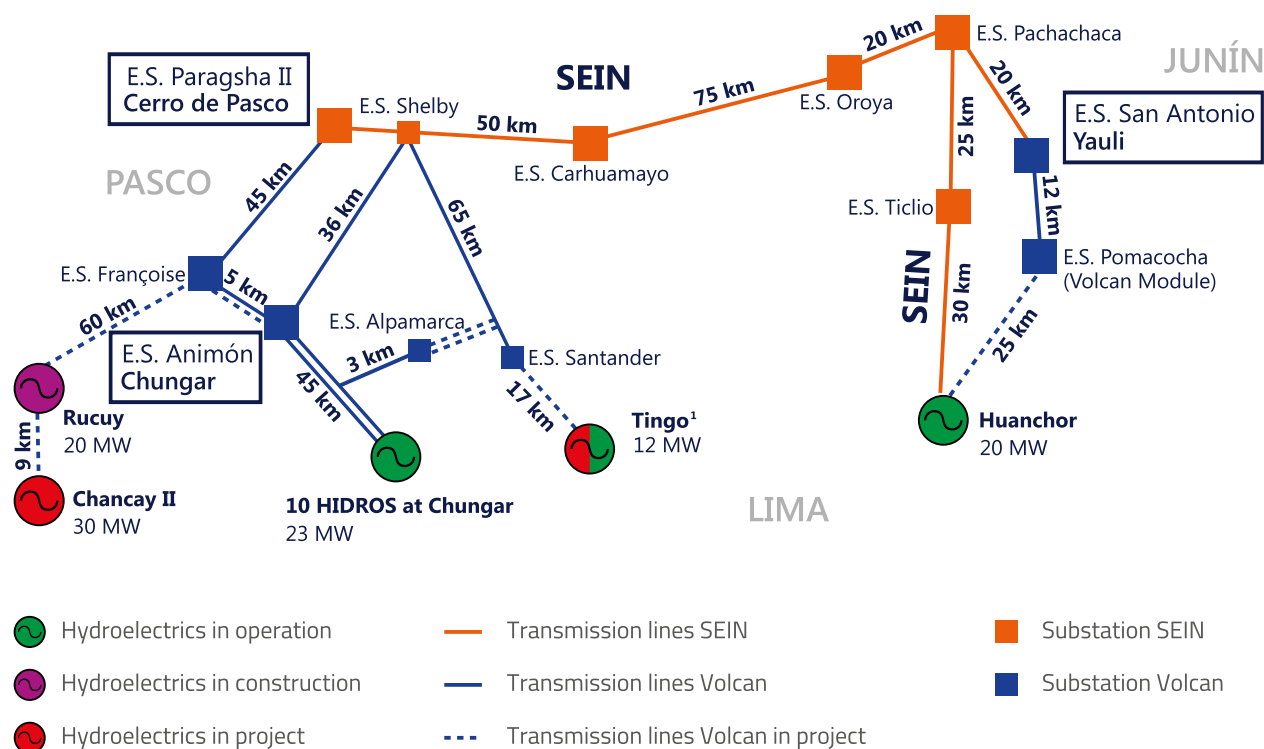 E.S. Paragsha II
Cerro de Pasco
E.S. Shelby
SEIN
50 km
E.S. Carhuamayo
75 km
E.S. Oroya
20 km
E.S. Pachachaca
JUNÍN
20 km
E.S. San Antonio
Yauli
25 km
E.S. Ticlio
12 km
E.S. Pomacocha
(Volcan Module)
SEIN
30 km
25 km
Huanchor
20 MW
PASCO
45 km
36 km
65 km
E.S. Françoise
5 km
60 km
E.S. Animón
Chungar
E.S. Alpamarca
3 km
45 km
E.S. Santander
17 km
Tingo¹
12 MW
Rucuy
20 MW
9 km
Chancay II
30 MW
10 HIDROS at Chungar
23 MW
LIMA
Hydroelectrics in operation
Transmission lines SEIN
Substation SEIN
Hydroelectrics in construction
Transmission lines Volcan
Substation Volcan
Hydroelectrics in project
Transmission lines Volcan in project